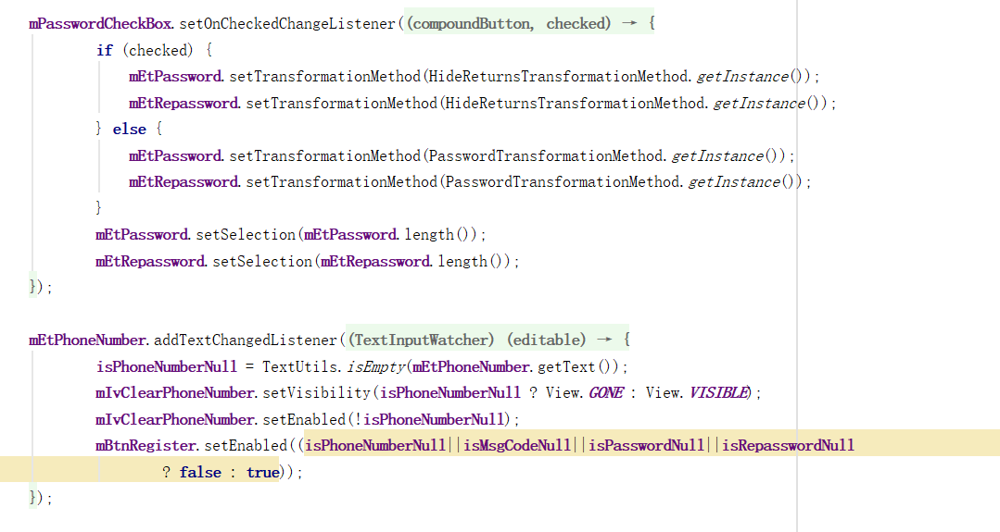 mPasswordCheckBox.setOnCheckedChangeListener((compoundButton, checked) → {
if (checked) {
mEtPassword.setTransformationMethod(HideReturnsTransformationMethod.getInstance());
mEtRepassword.setTransformationMethod(HideReturnsTransformationMethod.getInstance());
} else {
mEtPassword.setTransformationMethod(PasswordTransformationMethod.getInstance());
mEtRepassword.setTransformationMethod(PasswordTransformationMethod.getInstance());
}
mEtPassword.setSelection(mEtPassword.length());
mEtRepassword.setSelection(mEtRepassword.length());
});
mEtPhoneNumber.addTextChangedListener((TextInputWatcher) (editable) → {
isPhoneNumberNull = TextUtils.isEmpty(mEtPhoneNumber.getText());
mIvClearPhoneNumber.setVisibility(isPhoneNumberNull ? View.GONE : View.VISIBLE);
mIvClearPhoneNumber.setEnabled(!isPhoneNumberNull);
mBtnRegister.setEnabled((isPhoneNumberNull||isMsgCodeNull||isPasswordNull||isRepasswordNull
? false : true));
});